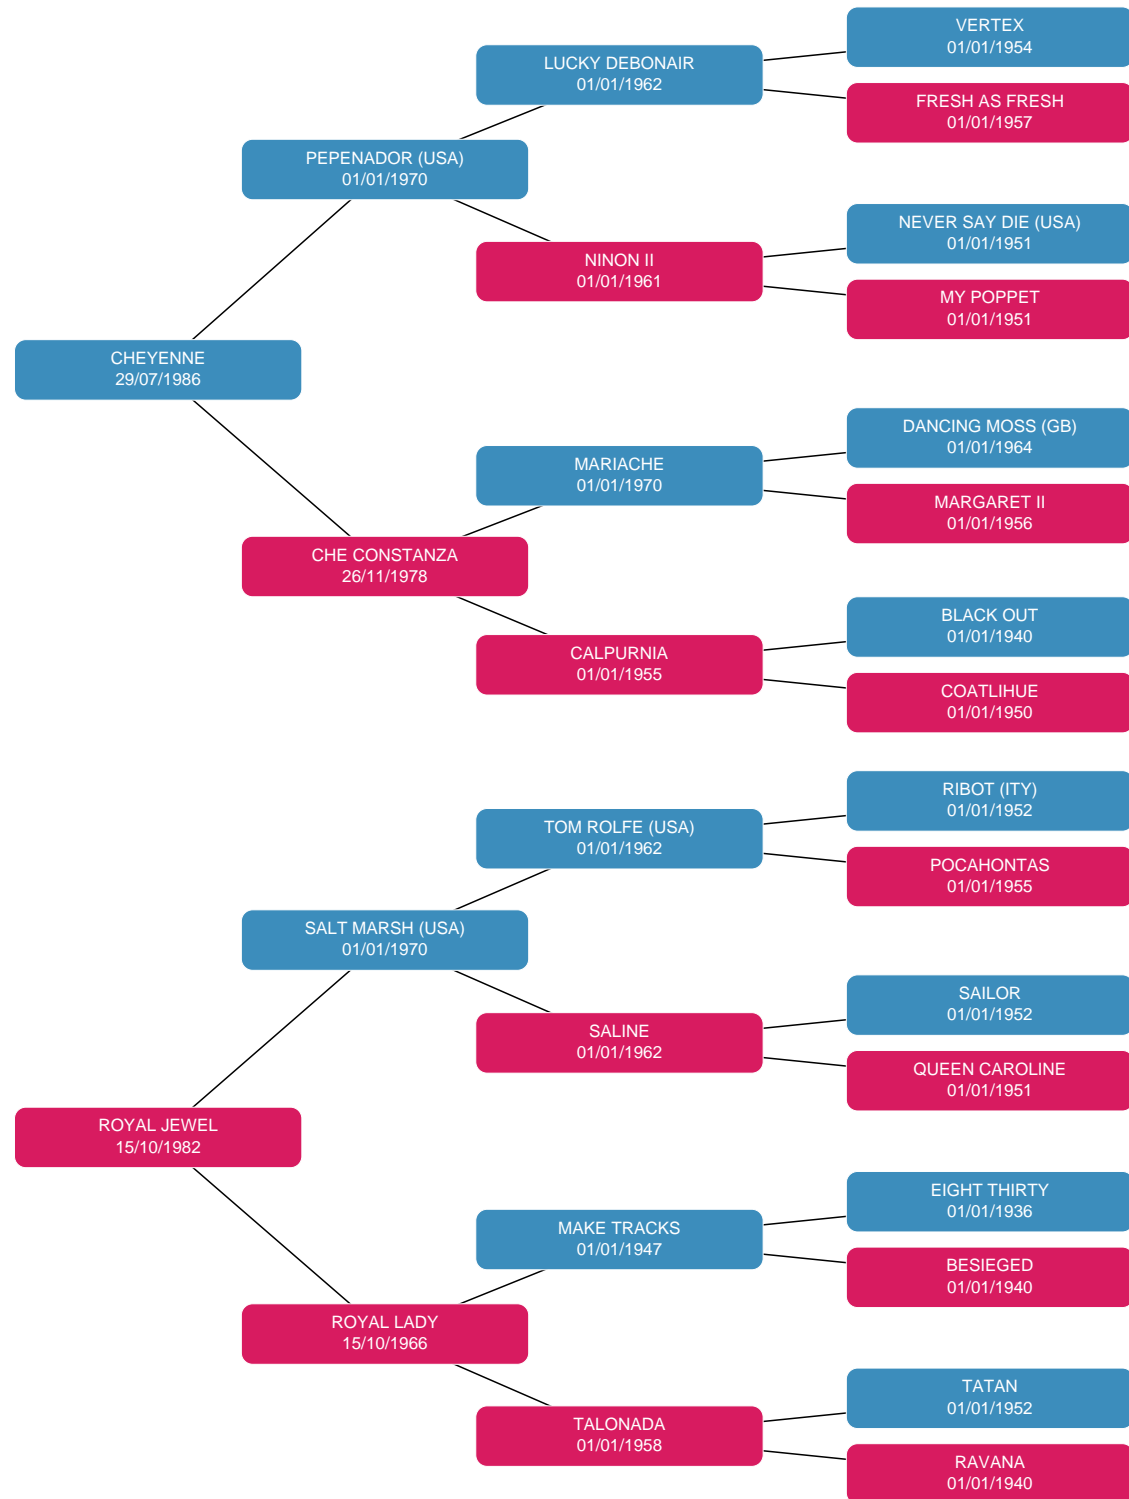 VERTEX
01/01/1954
LUCKY DEBONAIR
01/01/1962
FRESH AS FRESH
01/01/1957
PEPENADOR (USA)
01/01/1970
NEVER SAY DIE (USA)
01/01/1951
NINON II
01/01/1961
MY POPPET
01/01/1951
CHEYENNE
29/07/1986
DANCING MOSS (GB)
01/01/1964
MARIACHE
01/01/1970
MARGARET II
01/01/1956
CHE CONSTANZA
26/11/1978
BLACK OUT
01/01/1940
CALPURNIA
01/01/1955
COATLIHUE
01/01/1950
RIBOT (ITY)
01/01/1952
TOM ROLFE (USA)
01/01/1962
POCAHONTAS
01/01/1955
SALT MARSH (USA)
01/01/1970
SAILOR
01/01/1952
SALINE
01/01/1962
QUEEN CAROLINE
01/01/1951
ROYAL JEWEL
15/10/1982
EIGHT THIRTY
01/01/1936
MAKE TRACKS
01/01/1947
BESIEGED
01/01/1940
ROYAL LADY
15/10/1966
TATAN
01/01/1952
TALONADA
01/01/1958
RAVANA
01/01/1940